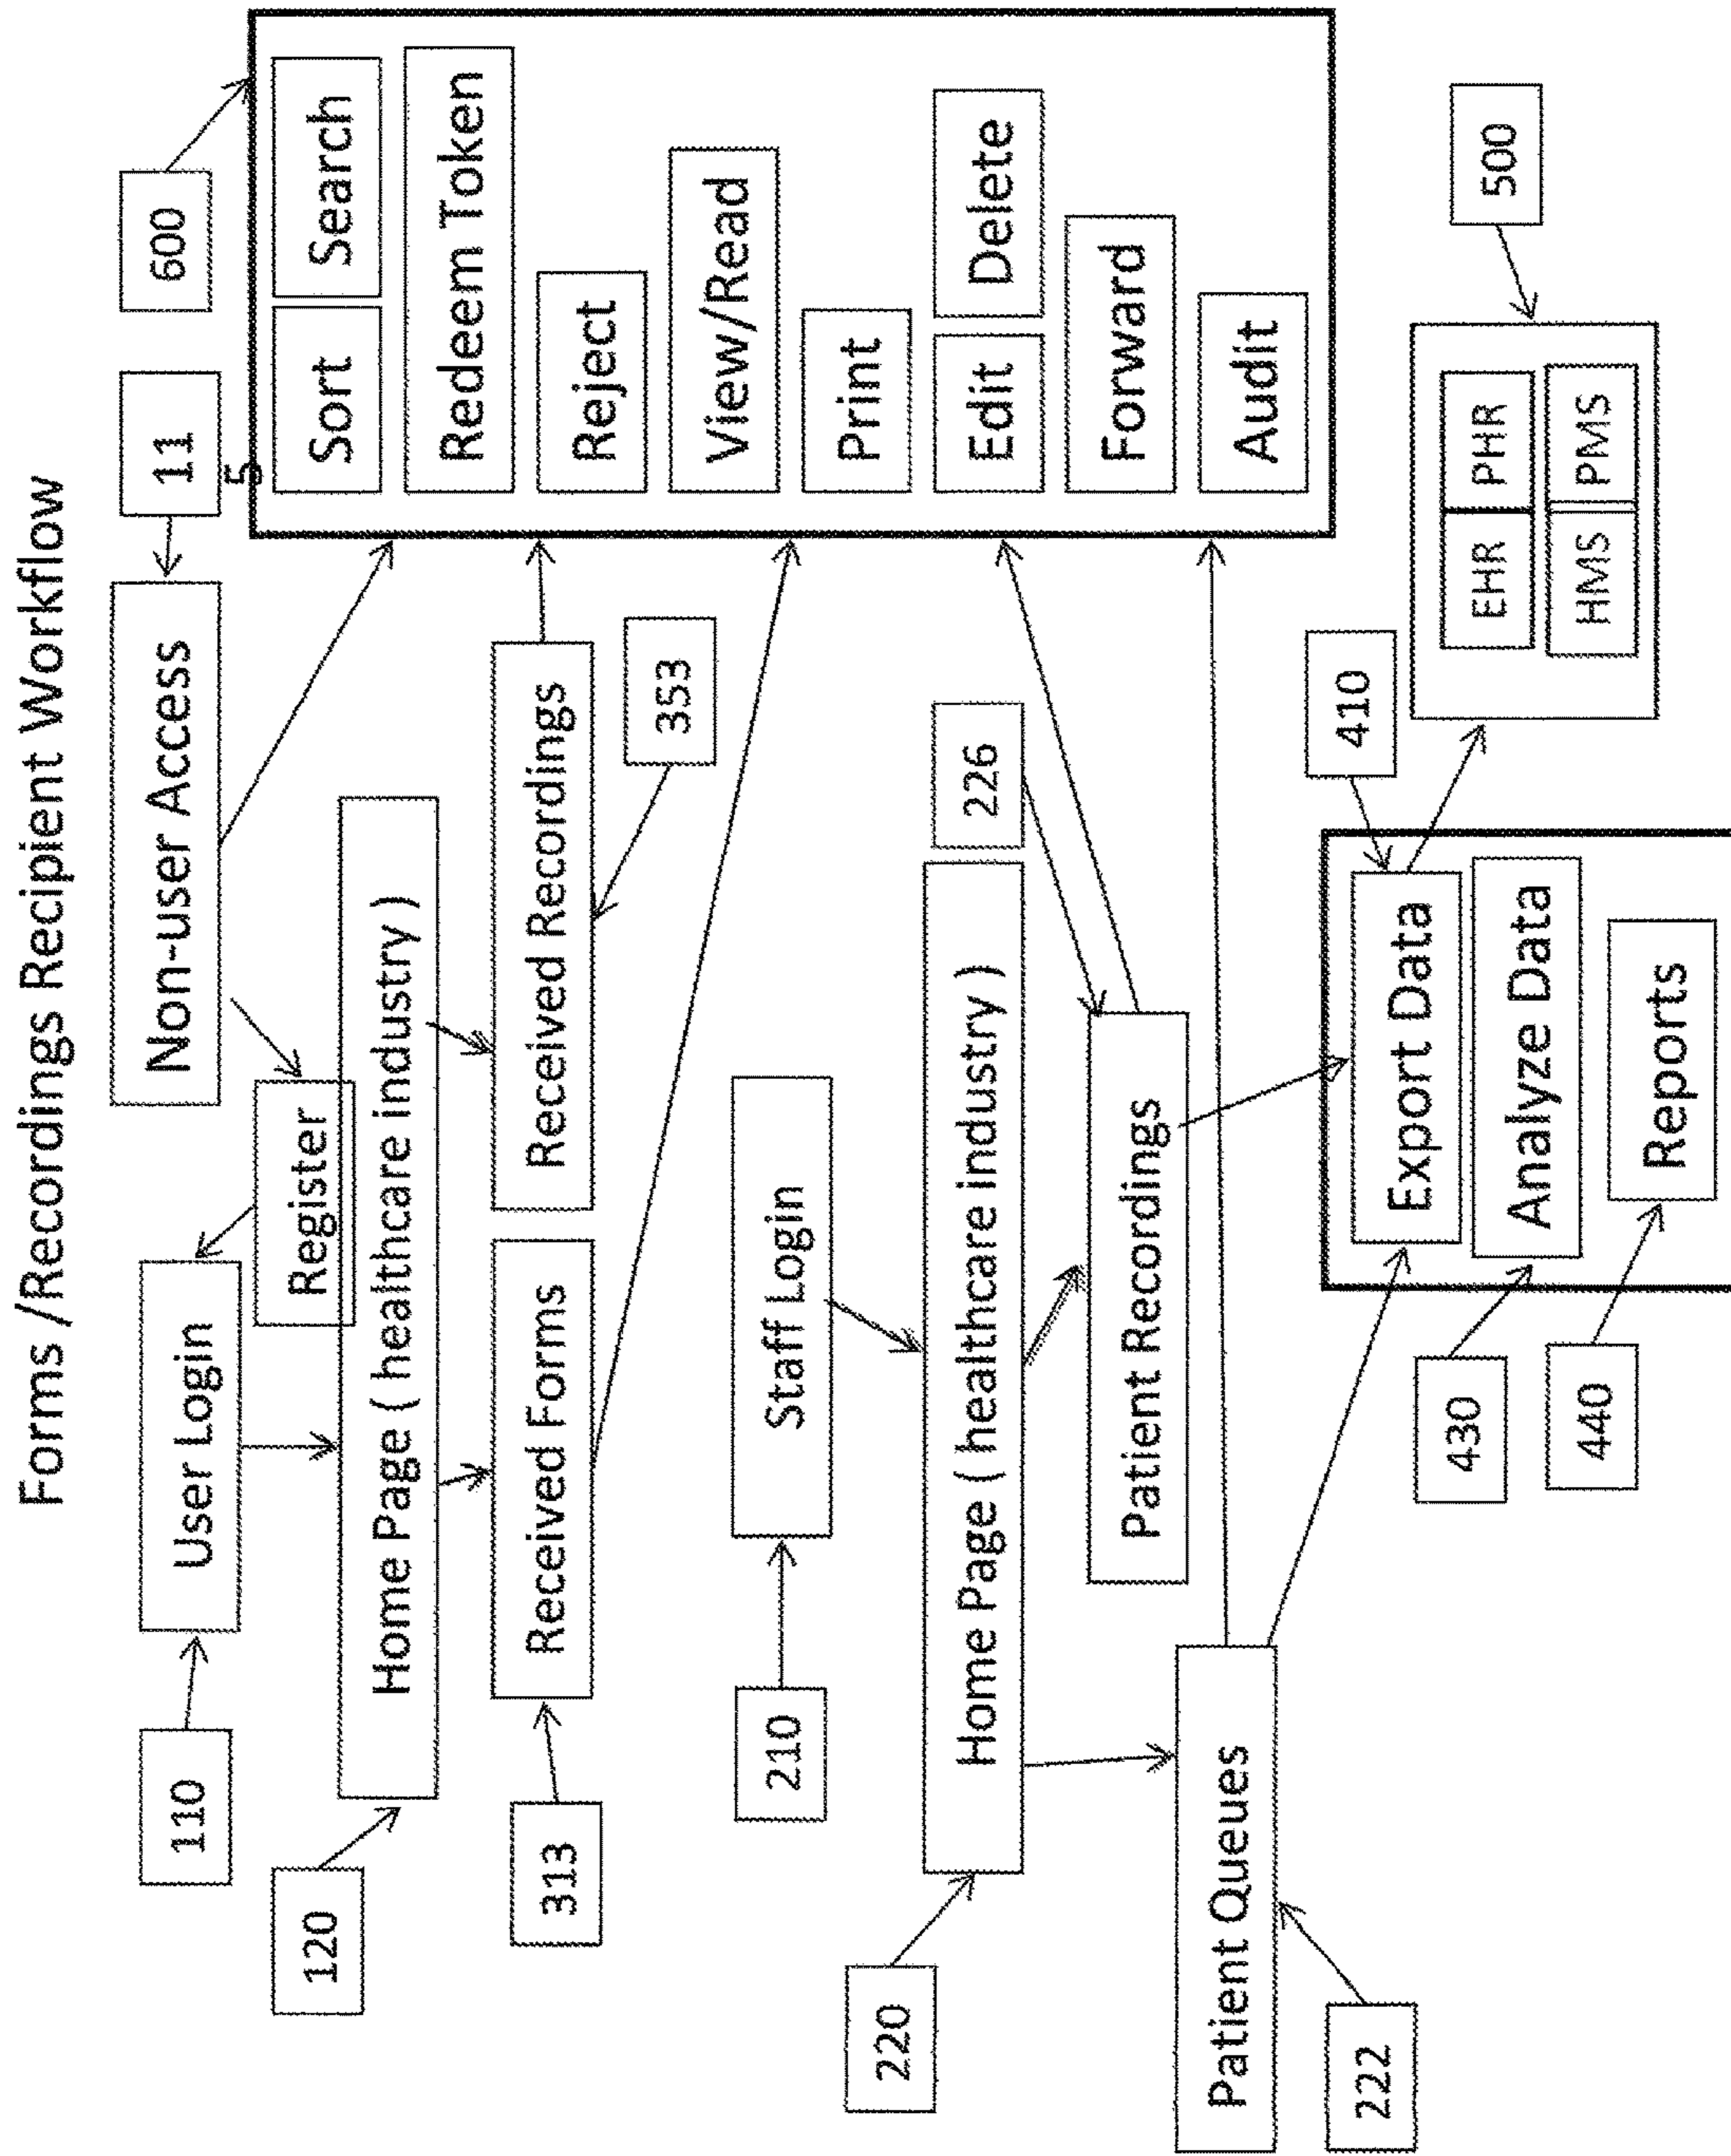 Forms /Recordings Recipient Workflow
110
User Login
Non-user Access
11
5
600
120
Register
Home Page ( healthcare industry )
313
Received Forms
Received Recordings
353
Sort
Search
Redeem Token
Reject
View/Read
Print
Edit
Delete
Forward
Audit
210
Staff Login
220
Home Page ( healthcare industry )
226
Patient Recordings
Patient Queues
222
410
Export Data
430
Analyze Data
440
Reports
500
EHR
PHR
HMS
PMS